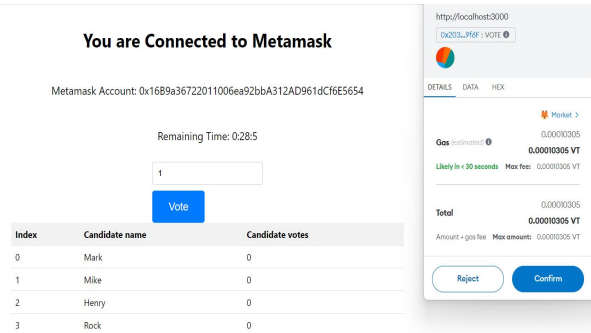 You are Connected to Metamask
Metamask Account: 0x16B9a36722011006ea92bbA312AD961dCf6E5654
Remaining Time: 0:28:5
1
Vote
Index Candidate name Candidate votes
0 Mark 0
1 Mike 0
2 Henry 0
3 Rock 0
http://localhost:3000
0x203...9f6F : VOTE
DETAILS DATA HEX
Market >
Gas (estimated) 0.00010305
0.00010305 VT
Likely in < 30 seconds Max fee: 0.00010305 VT
0.00010305
Total 0.00010305 VT
Amount + gas fee Max amount: 0.00010305 VT
Reject Confirm